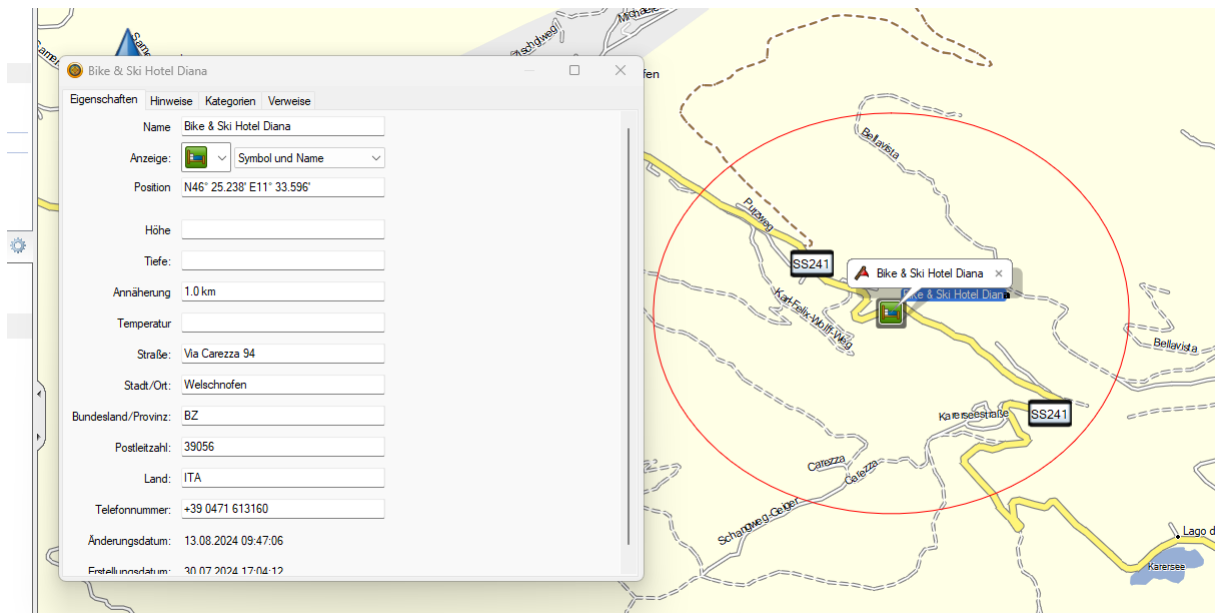 Bike & Ski Hotel Diana
Eigenschaften Hinweise Kategorien Verweise
Name Bike & Ski Hotel Diana
Anzeige: Symbol und Name
Position N46° 25.238' E11° 33.596'
Höhe
Tiefe:
Annäherung 1.0 km
Temperatur
Straße: Via Carezza 94
Stadt/Ort: Welschnofen
Bundesland/Provinz: BZ
Postleitzahl: 39056
Land: ITA
Telefonnummer: +39 0471 613160
Änderungsdatum: 13.08.2024 09:47:06
Erstellungsdatum: 30.07.2024 17:04:12
fen
Bellavista
Purzweg
SS241
Bike & Ski Hotel Diana
Bike & Ski Hotel Diana
Karl-Felix-Wolff-Weg
Bellavista
Karerseestraße
SS241
Carezza
Carezza
Schangweg-Geiger
Lago d
Karersee